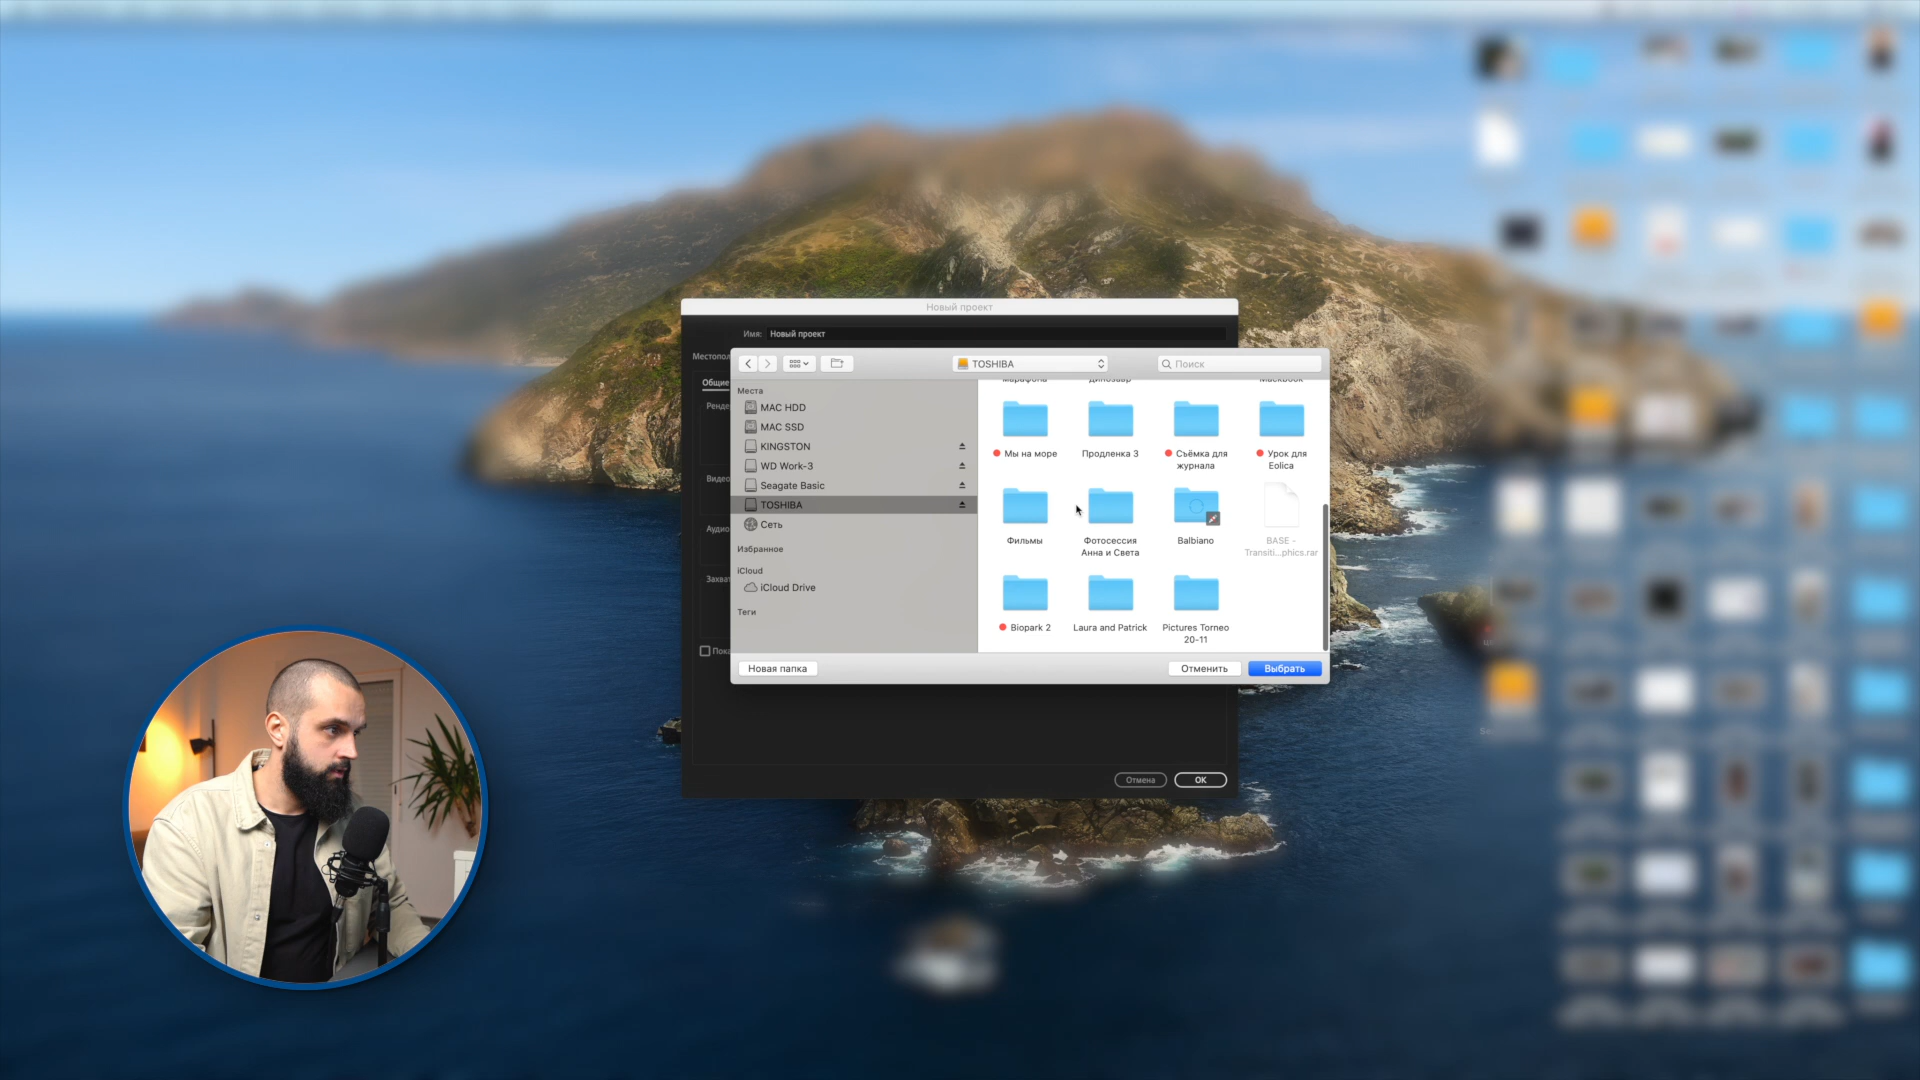 Новый проект
Имя: Новый проект
Местопол
Общие
Ренде
Видео
Аудио
Захва
Пока
TOSHIBA
Поиск
Места
MAC HDD
MAC SSD
KINGSTON
WD Work-3
Seagate Basic
TOSHIBA
Сеть
Избранное
iCloud
iCloud Drive
Теги
Мы на море
Продленка 3
Съёмка для
журнала
Урок для
Eolica
Фильмы
Фотосессия
Анна и Света
Balbiano
BASE -
Transiti...phics.rar
Biopark 2
Laura and Patrick
Pictures Torneo
20-11
Новая папка
Отменить
Выбрать
Отмена
OK